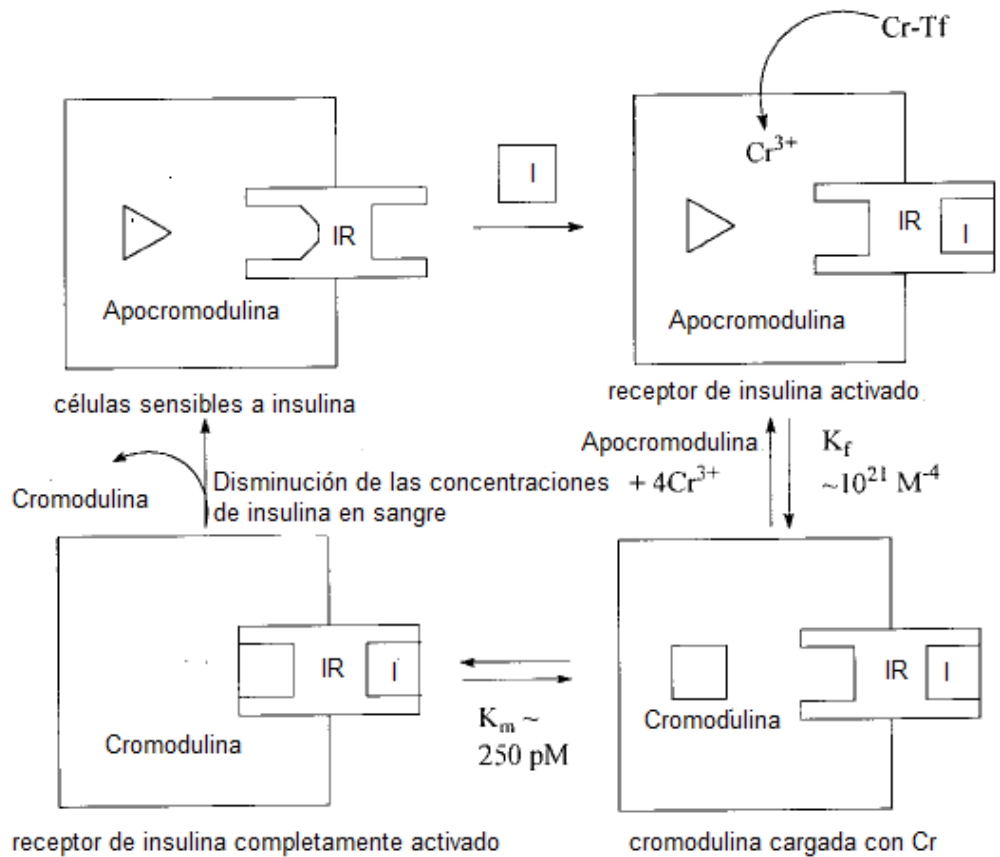 Cr-Tf
Cr³⁺
I
IR
Apocromodulina
células sensibles a insulina
IR
I
Apocromodulina
receptor de insulina activado
Cromodulina
Disminución de las concentraciones
de insulina en sangre
Apocromodulina
+ 4Cr³⁺
K_f
~10²¹ M⁻⁴
IR
I
Cromodulina
receptor de insulina completamente activado
K_m ~
250 pM
IR
I
Cromodulina
cromodulina cargada con Cr